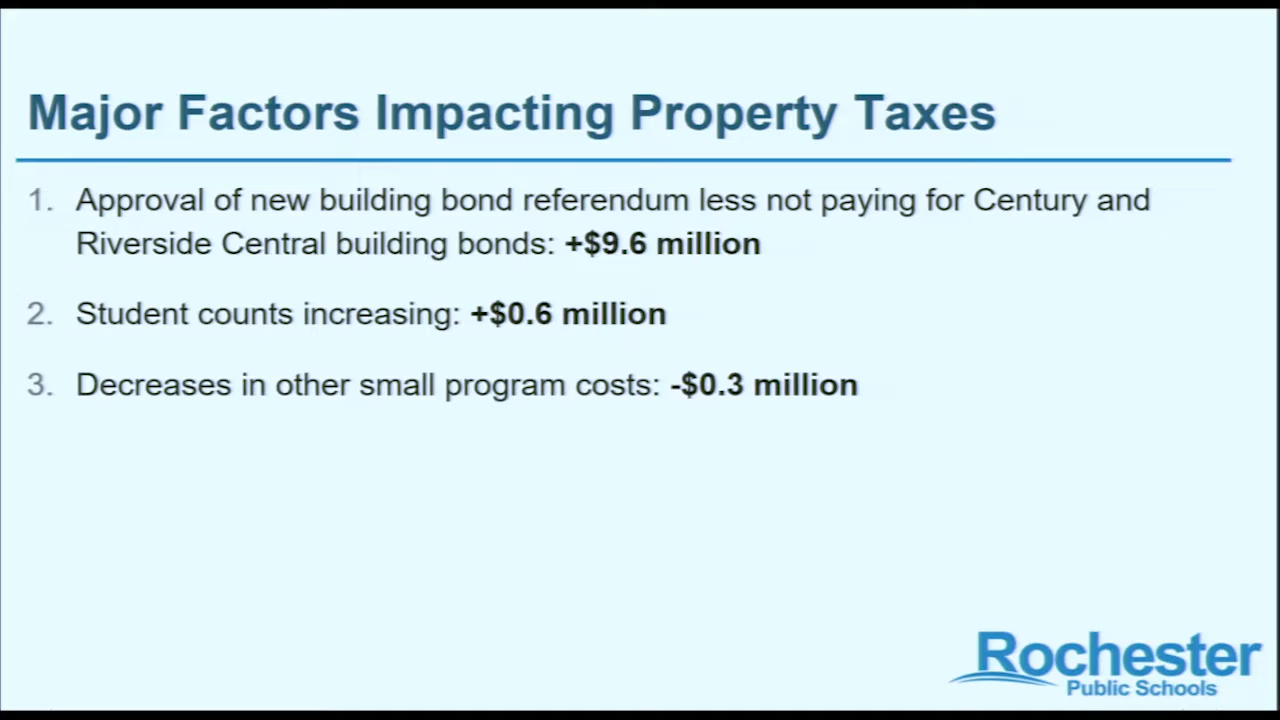 Major Factors Impacting Property Taxes
1. Approval of new building bond referendum less not paying for Century and
Riverside Central building bonds: +$9.6 million
2. Student counts increasing: +$0.6 million
3. Decreases in other small program costs: -$0.3 million
Rochester
Public Schools